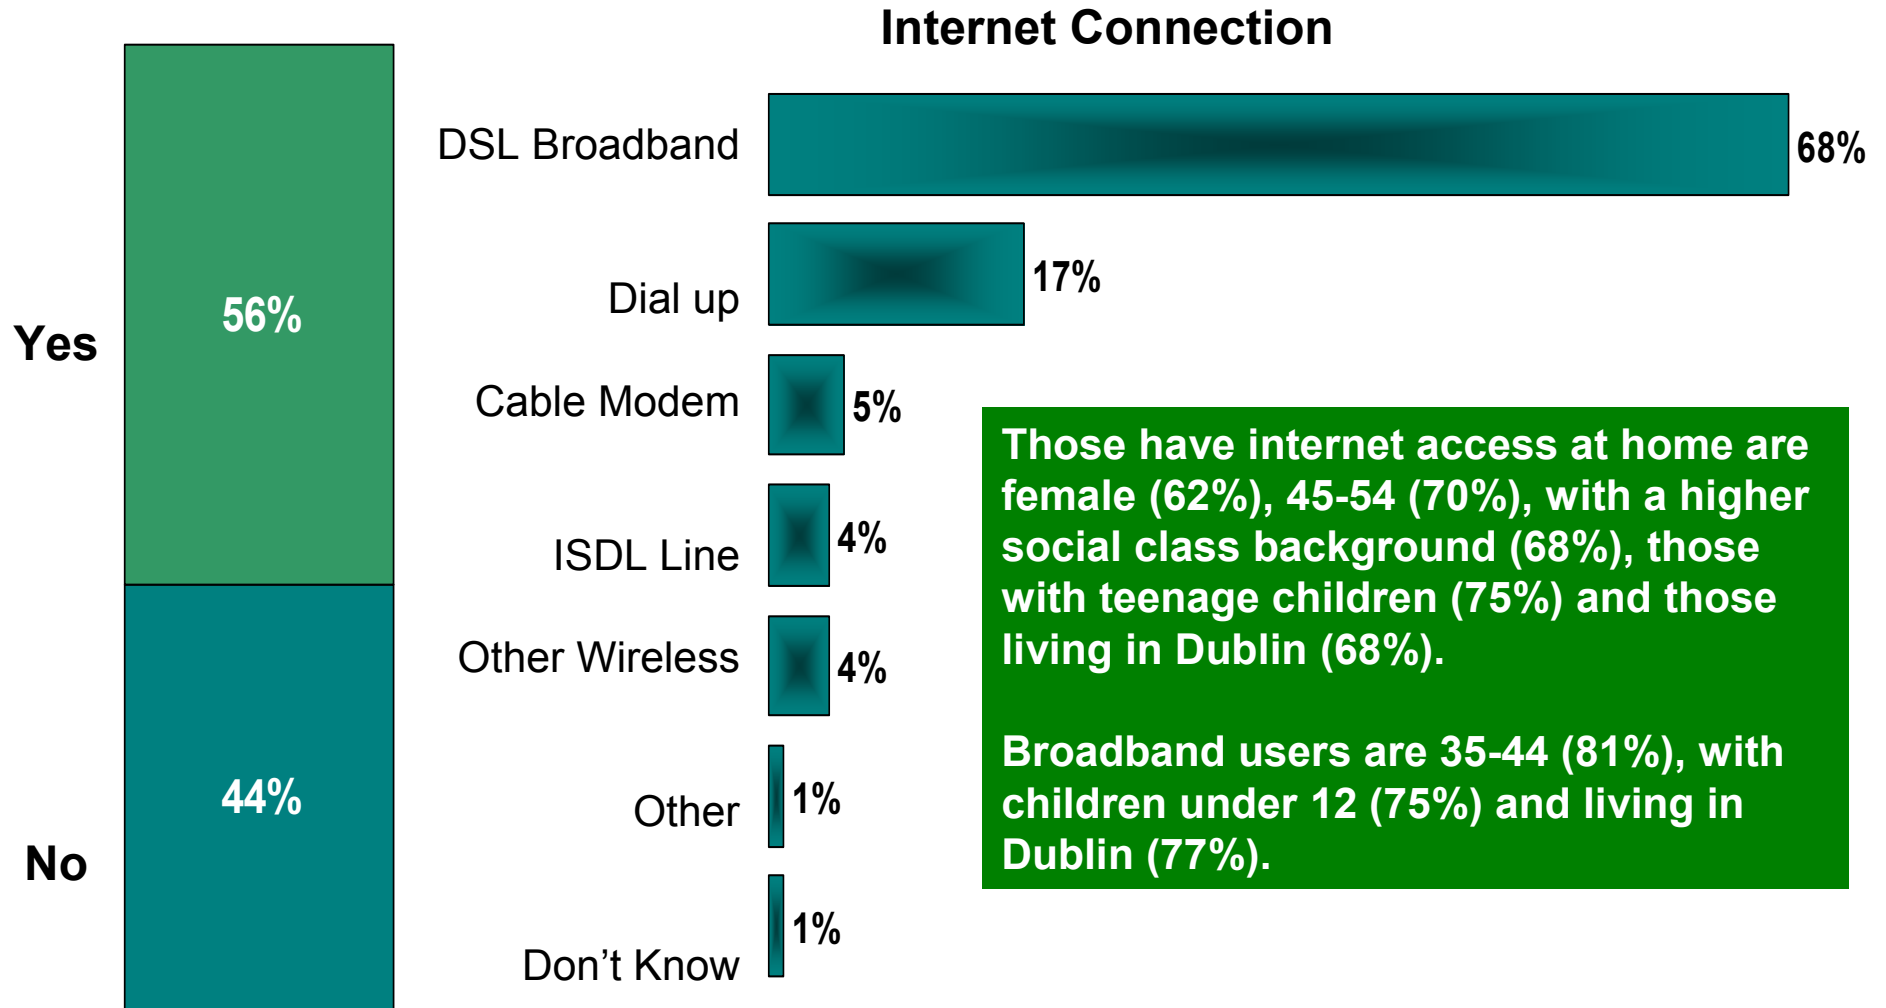 Internet Connection
Yes
56%
No
44%
DSL Broadband
68%
Dial up
17%
Cable Modem
5%
ISDL Line
4%
Other Wireless
4%
Other
1%
Don’t Know
1%
Those have internet access at home are
female (62%), 45-54 (70%), with a higher
social class background (68%), those
with teenage children (75%) and those
living in Dublin (68%).
Broadband users are 35-44 (81%), with
children under 12 (75%) and living in
Dublin (77%).